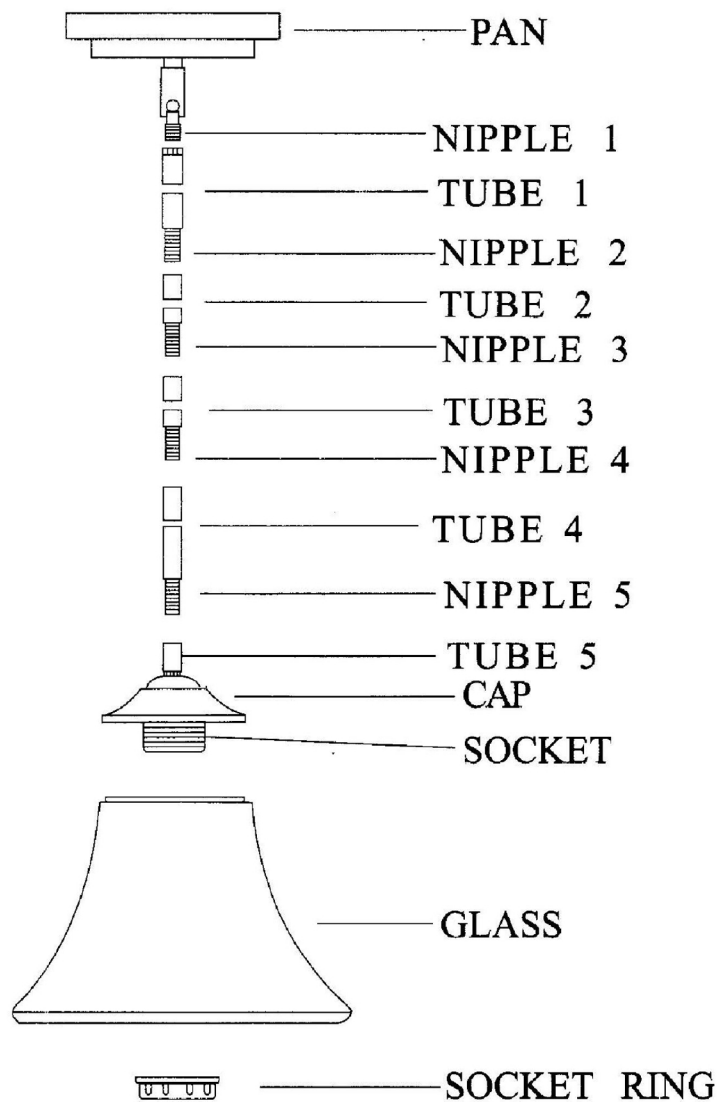 PAN
NIPPLE 1
TUBE 1
NIPPLE 2
TUBE 2
NIPPLE 3
TUBE 3
NIPPLE 4
TUBE 4
NIPPLE 5
TUBE 5
CAP
SOCKET
GLASS
SOCKET RING